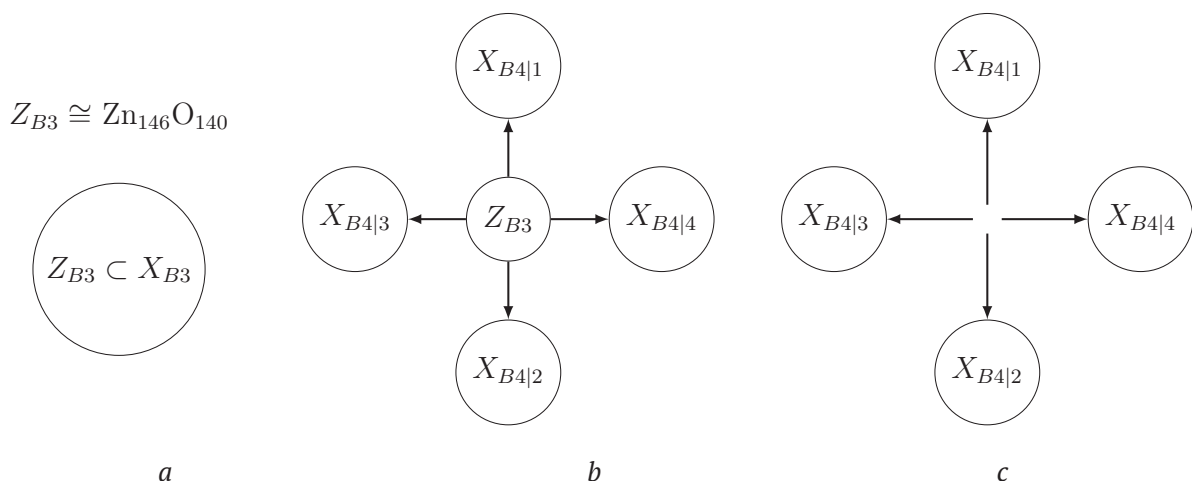 Z_{B3} ≅ Zn_{146}O_{140}
Z_{B3} ⊂ X_{B3}
a
X_{B4|1}
X_{B4|3}
Z_{B3}
X_{B4|4}
X_{B4|2}
b
X_{B4|1}
X_{B4|3}
X_{B4|4}
X_{B4|2}
c